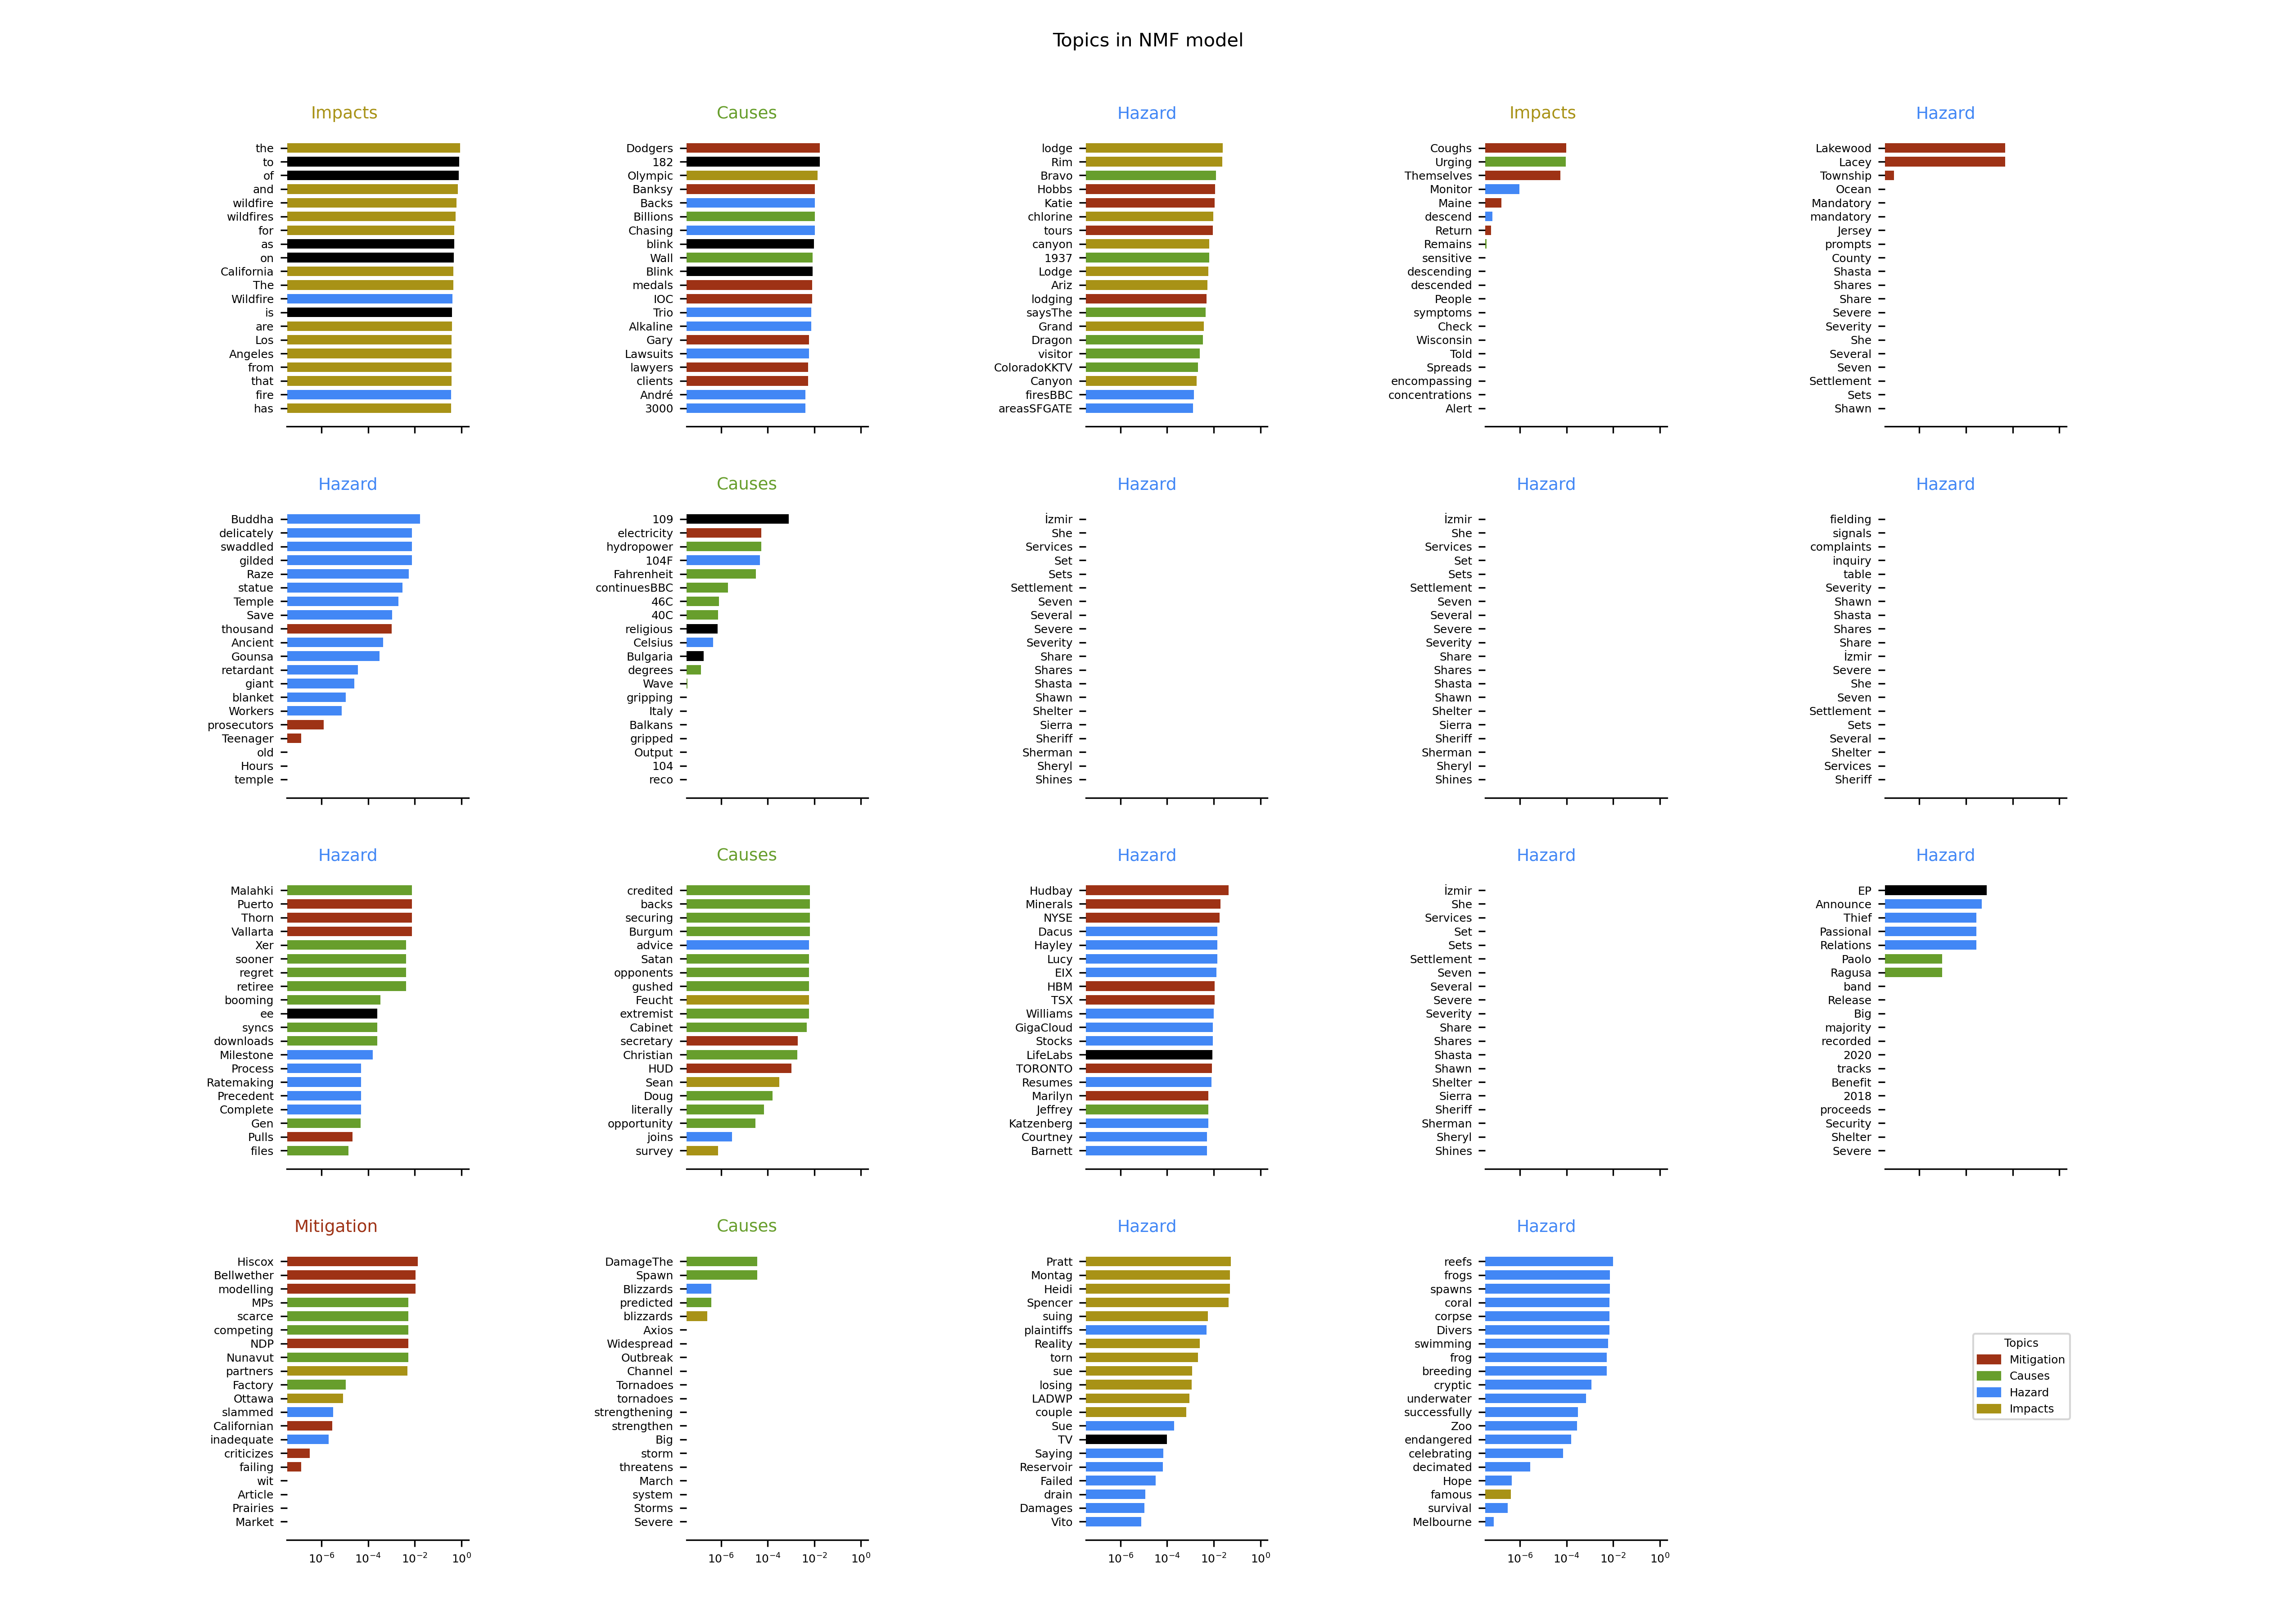 Topics in NMF model
Impacts
the
to
of
and
wildfire
wildfires
for
as
on
California
The
Wildfire
is
are
Los
Angeles
from
that
fire
has
Causes
Dodgers
182
Olympic
Banksy
Backs
Billions
Chasing
blink
Wall
Blink
medals
IOC
Trio
Alkaline
Gary
Lawsuits
lawyers
clients
André
3000
Hazard
lodge
Rim
Bravo
Hobbs
Katie
chlorine
tours
canyon
1937
Lodge
Ariz
lodging
saysThe
Grand
Dragon
visitor
ColoradoKKTV
Canyon
firesBBC
areasSFGATE
Impacts
Coughs
Urging
Themselves
Monitor
Maine
descend
Return
Remains
sensitive
descending
descended
People
symptoms
Check
Wisconsin
Told
Spreads
encompassing
concentrations
Alert
Hazard
Lakewood
Lacey
Township
Ocean
Mandatory
mandatory
Jersey
prompts
County
Shasta
Shares
Share
Severe
Severity
She
Several
Seven
Settlement
Sets
Shawn
Hazard
Buddha
delicately
swaddled
gilded
Raze
statue
Temple
Save
thousand
Ancient
Gounsa
retardant
giant
blanket
Workers
prosecutors
Teenager
old
Hours
temple
Causes
109
electricity
hydropower
104F
Fahrenheit
continuesBBC
46C
40C
religious
Celsius
Bulgaria
degrees
Wave
gripping
Italy
Balkans
gripped
Output
104
reco
Hazard
İzmir
She
Services
Set
Sets
Settlement
Seven
Several
Severe
Severity
Share
Shares
Shasta
Shawn
Shelter
Sierra
Sheriff
Sherman
Sheryl
Shines
Hazard
İzmir
She
Services
Set
Sets
Settlement
Seven
Several
Severe
Severity
Share
Shares
Shasta
Shawn
Shelter
Sierra
Sheriff
Sherman
Sheryl
Shines
Hazard
fielding
signals
complaints
inquiry
table
Severity
Shawn
Shasta
Shares
Share
İzmir
Severe
She
Seven
Settlement
Sets
Several
Shelter
Services
Sheriff
Hazard
Malahki
Puerto
Thorn
Vallarta
Xer
sooner
regret
retiree
booming
ee
syncs
downloads
Milestone
Process
Ratemaking
Precedent
Complete
Gen
Pulls
files
Causes
credited
backs
securing
Burgum
advice
Satan
opponents
gushed
Feucht
extremist
Cabinet
secretary
Christian
HUD
Sean
Doug
literally
opportunity
joins
survey
Hazard
Hudbay
Minerals
NYSE
Dacus
Hayley
Lucy
EIX
HBM
TSX
Williams
GigaCloud
Stocks
LifeLabs
TORONTO
Resumes
Marilyn
Jeffrey
Katzenberg
Courtney
Barnett
Hazard
İzmir
She
Services
Set
Sets
Settlement
Seven
Several
Severe
Severity
Share
Shares
Shasta
Shawn
Shelter
Sierra
Sheriff
Sherman
Sheryl
Shines
Hazard
EP
Announce
Thief
Passional
Relations
Paolo
Ragusa
band
Release
Big
majority
recorded
2020
tracks
Benefit
2018
proceeds
Security
Shelter
Severe
Mitigation
Hiscox
Bellwether
modelling
MPs
scarce
competing
NDP
Nunavut
partners
Factory
Ottawa
slammed
Californian
inadequate
criticizes
failing
wit
Article
Prairies
Market
10⁻⁶ 10⁻⁴ 10⁻² 10⁰
Causes
DamageThe
Spawn
Blizzards
predicted
blizzards
Axios
Widespread
Outbreak
Channel
Tornadoes
tornadoes
strengthening
strengthen
Big
storm
threatens
March
system
Storms
Severe
10⁻⁶ 10⁻⁴ 10⁻² 10⁰
Hazard
Pratt
Montag
Heidi
Spencer
suing
plaintiffs
Reality
torn
sue
losing
LADWP
couple
Sue
TV
Saying
Reservoir
Failed
drain
Damages
Vito
10⁻⁶ 10⁻⁴ 10⁻² 10⁰
Hazard
reefs
frogs
spawns
coral
corpse
Divers
swimming
frog
breeding
cryptic
underwater
successfully
Zoo
endangered
celebrating
decimated
Hope
famous
survival
Melbourne
10⁻⁶ 10⁻⁴ 10⁻² 10⁰
Topics
Mitigation
Causes
Hazard
Impacts